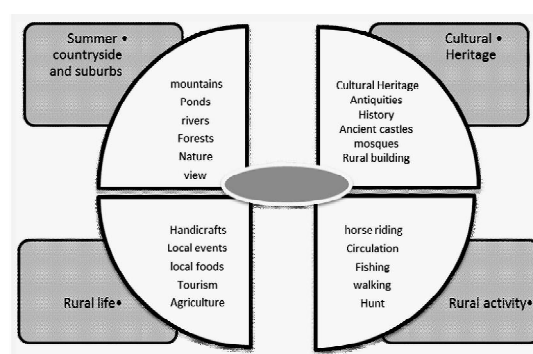 Summer •
countryside
and suburbs
mountains
Ponds
rivers
Forests
Nature
view
Cultural •
Heritage
Cultural Heritage
Antiquities
History
Ancient castles
mosques
Rural building
Rural life•
Handicrafts
Local events
local foods
Tourism
Agriculture
horse riding
Circulation
Fishing
walking
Hunt
Rural activity•